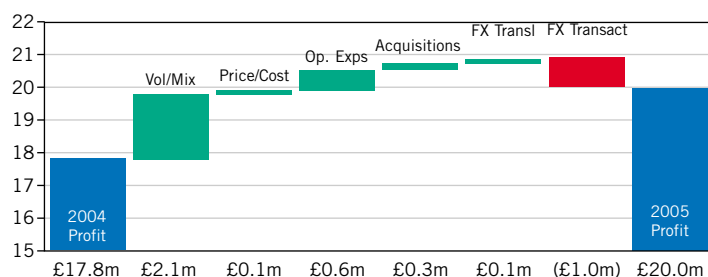 22
21
20
19
18
17
16
15
Vol/Mix
Price/Cost
Op. Exps
Acquisitions
FX Transl
FX Transact
2004
Profit
2005
Profit
£17.8m
£2.1m
£0.1m
£0.6m
£0.3m
£0.1m
(£1.0m)
£20.0m